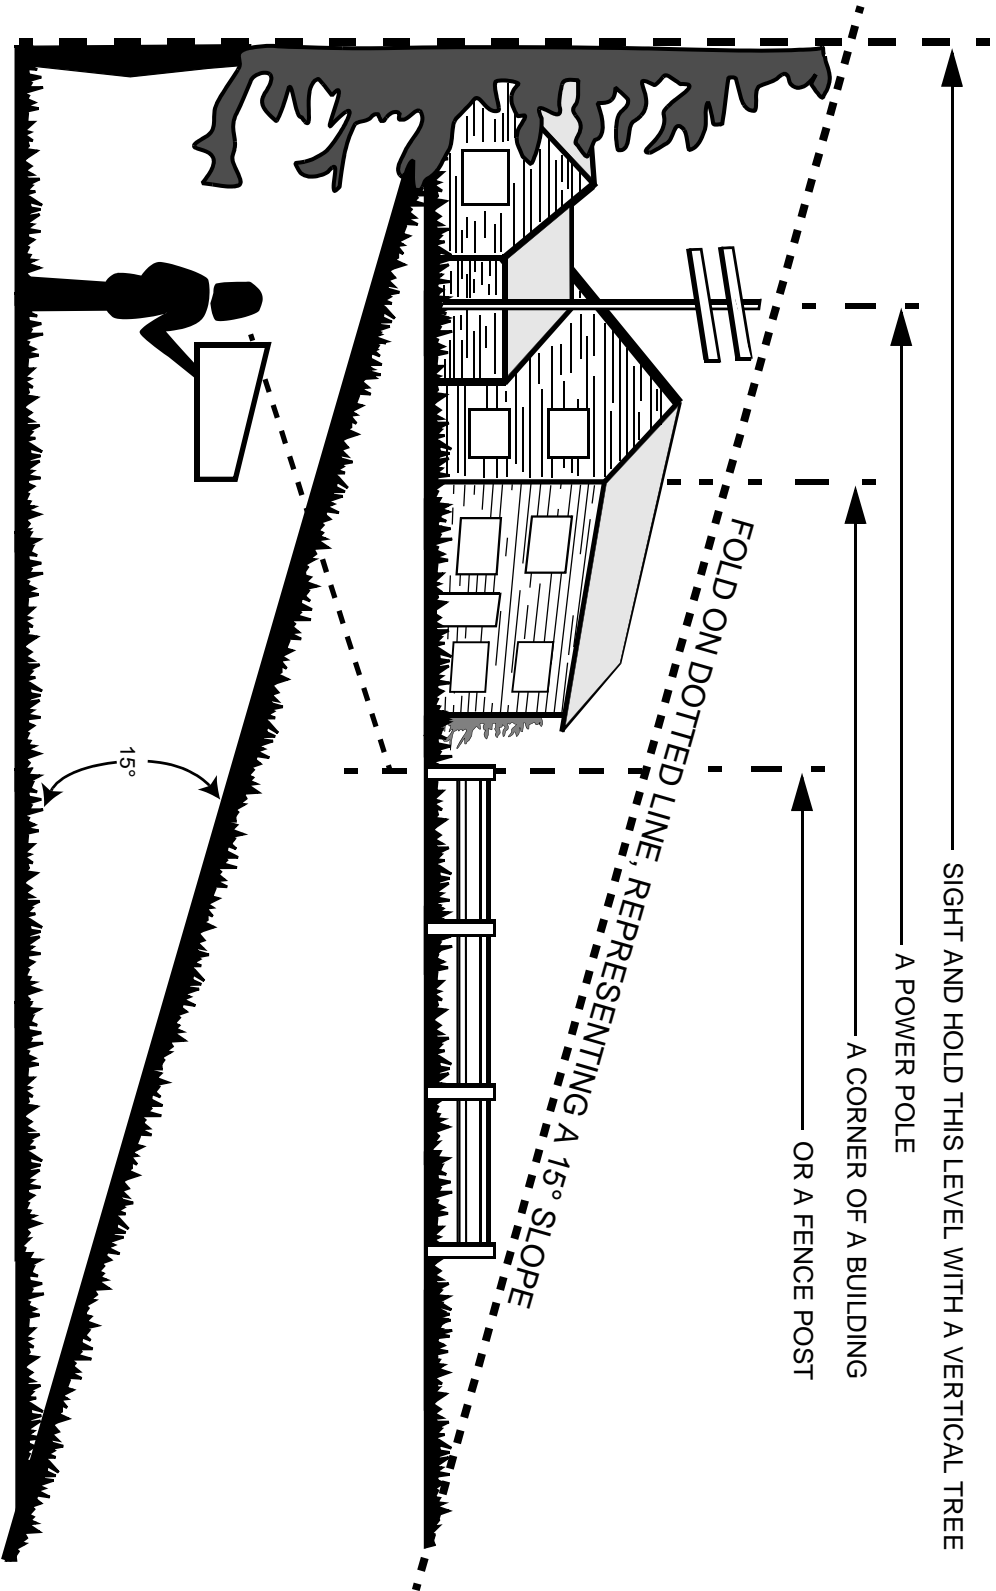 SIGHT AND HOLD THIS LEVEL WITH A VERTICAL TREE
A POWER POLE
A CORNER OF A BUILDING
OR A FENCE POST
FOLD ON DOTTED LINE, REPRESENTING A 15° SLOPE
15°